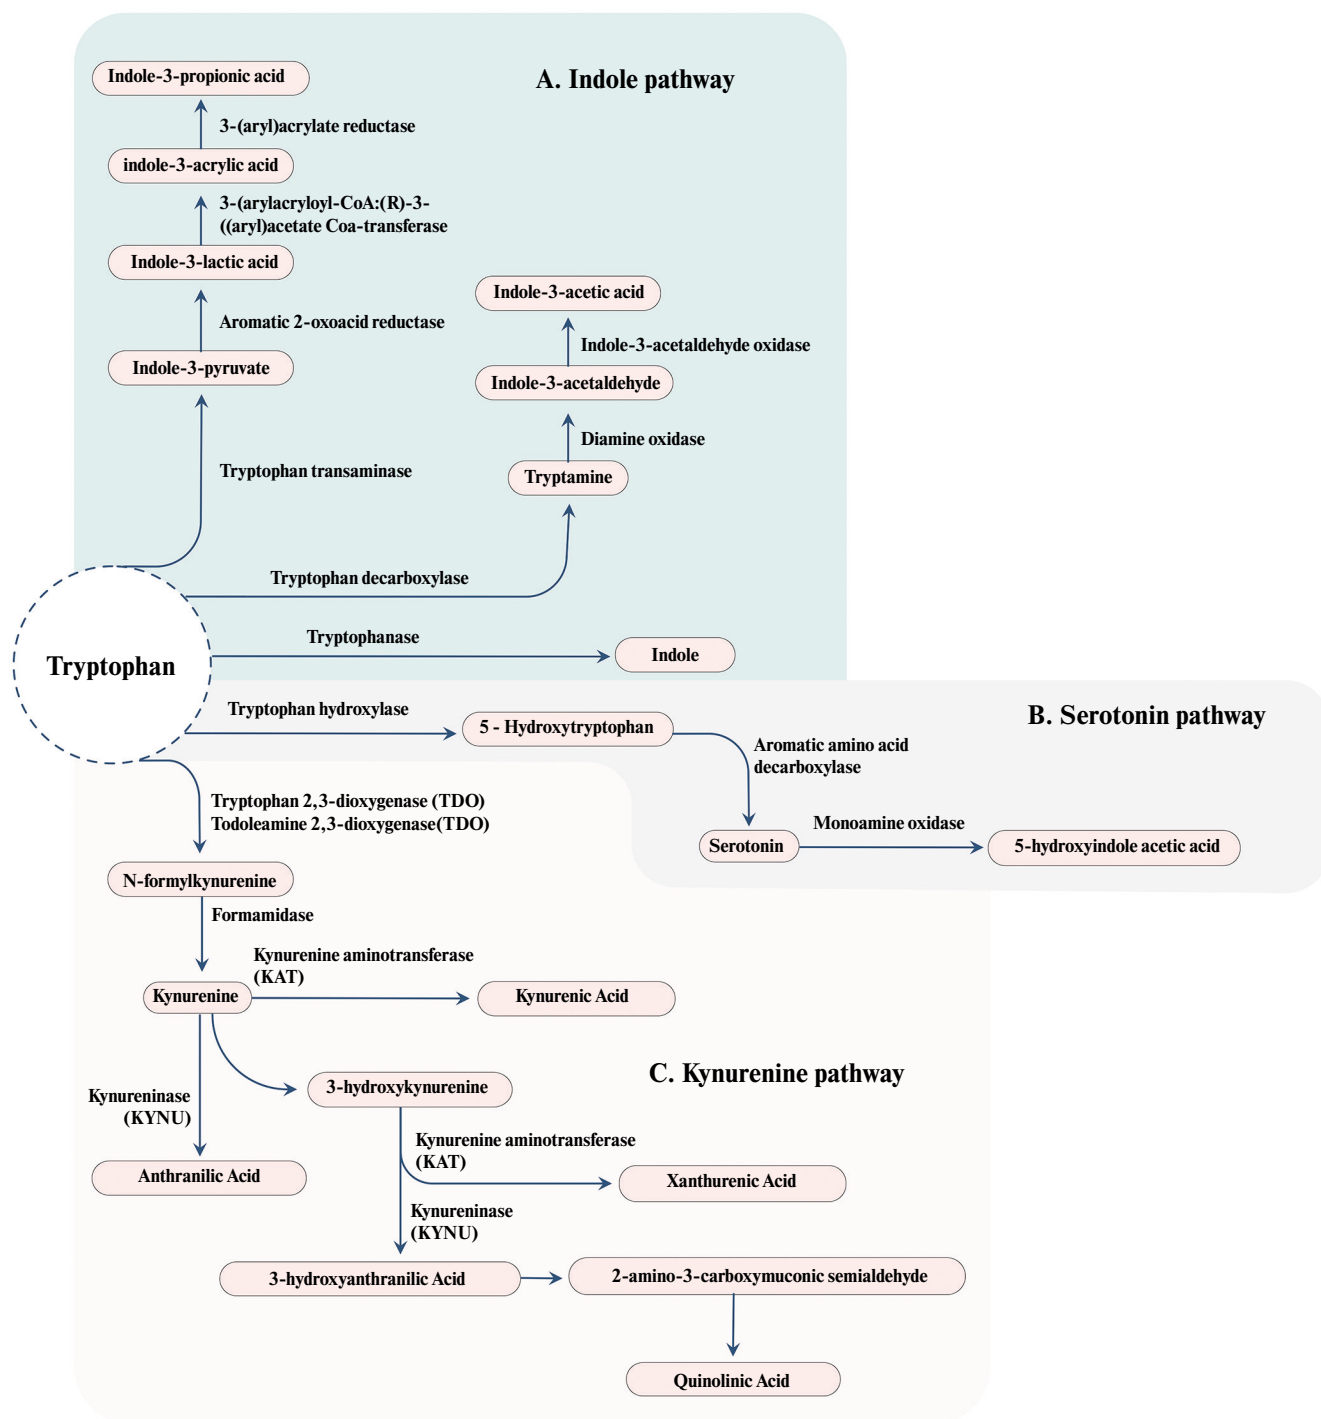 A. Indole pathway
Indole-3-propionic acid
3-(aryl)acrylate reductase
indole-3-acrylic acid
3-(arylacryloyl-CoA:(R)-3-
((aryl)acetate Coa-transferase
Indole-3-lactic acid
Aromatic 2-oxoacid reductase
Indole-3-pyruvate
Tryptophan transaminase
Indole-3-acetic acid
Indole-3-acetaldehyde oxidase
Indole-3-acetaldehyde
Diamine oxidase
Tryptamine
Tryptophan decarboxylase
Tryptophanase
Indole
Tryptophan
B. Serotonin pathway
Tryptophan hydroxylase
5 - Hydroxytryptophan
Aromatic amino acid
decarboxylase
Serotonin
Monoamine oxidase
5-hydroxyindole acetic acid
Tryptophan 2,3-dioxygenase (TDO)
Todoleamine 2,3-dioxygenase(TDO)
N-formylkynurenine
Formamidase
Kynurenine aminotransferase
(KAT)
Kynurenine
Kynurenic Acid
C. Kynurenine pathway
3-hydroxykynurenine
Kynureninase
(KYNU)
Anthranilic Acid
Kynurenine aminotransferase
(KAT)
Xanthurenic Acid
Kynureninase
(KYNU)
3-hydroxyanthranilic Acid
2-amino-3-carboxymuconic semialdehyde
Quinolinic Acid